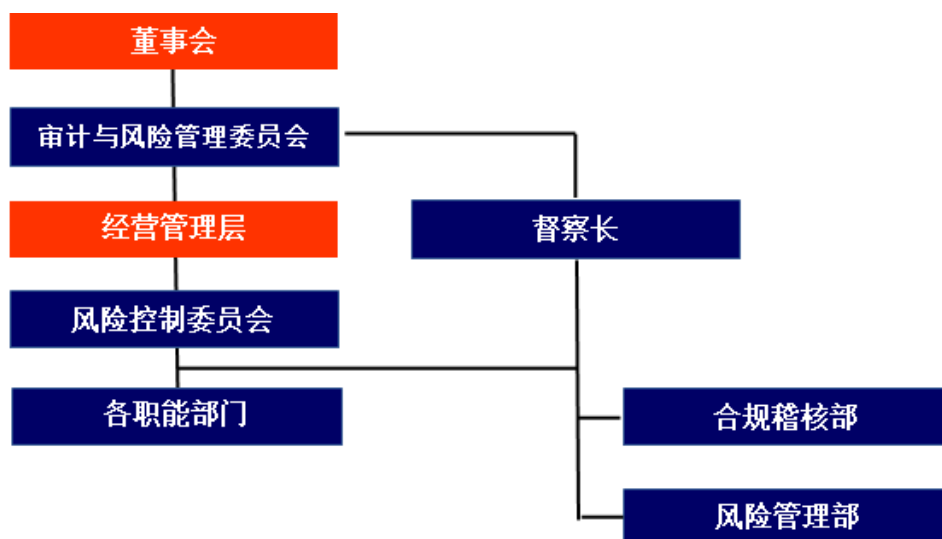 董事会
审计与风险管理委员会
经营管理层
督察长
风险控制委员会
各职能部门
合规稽核部
风险管理部